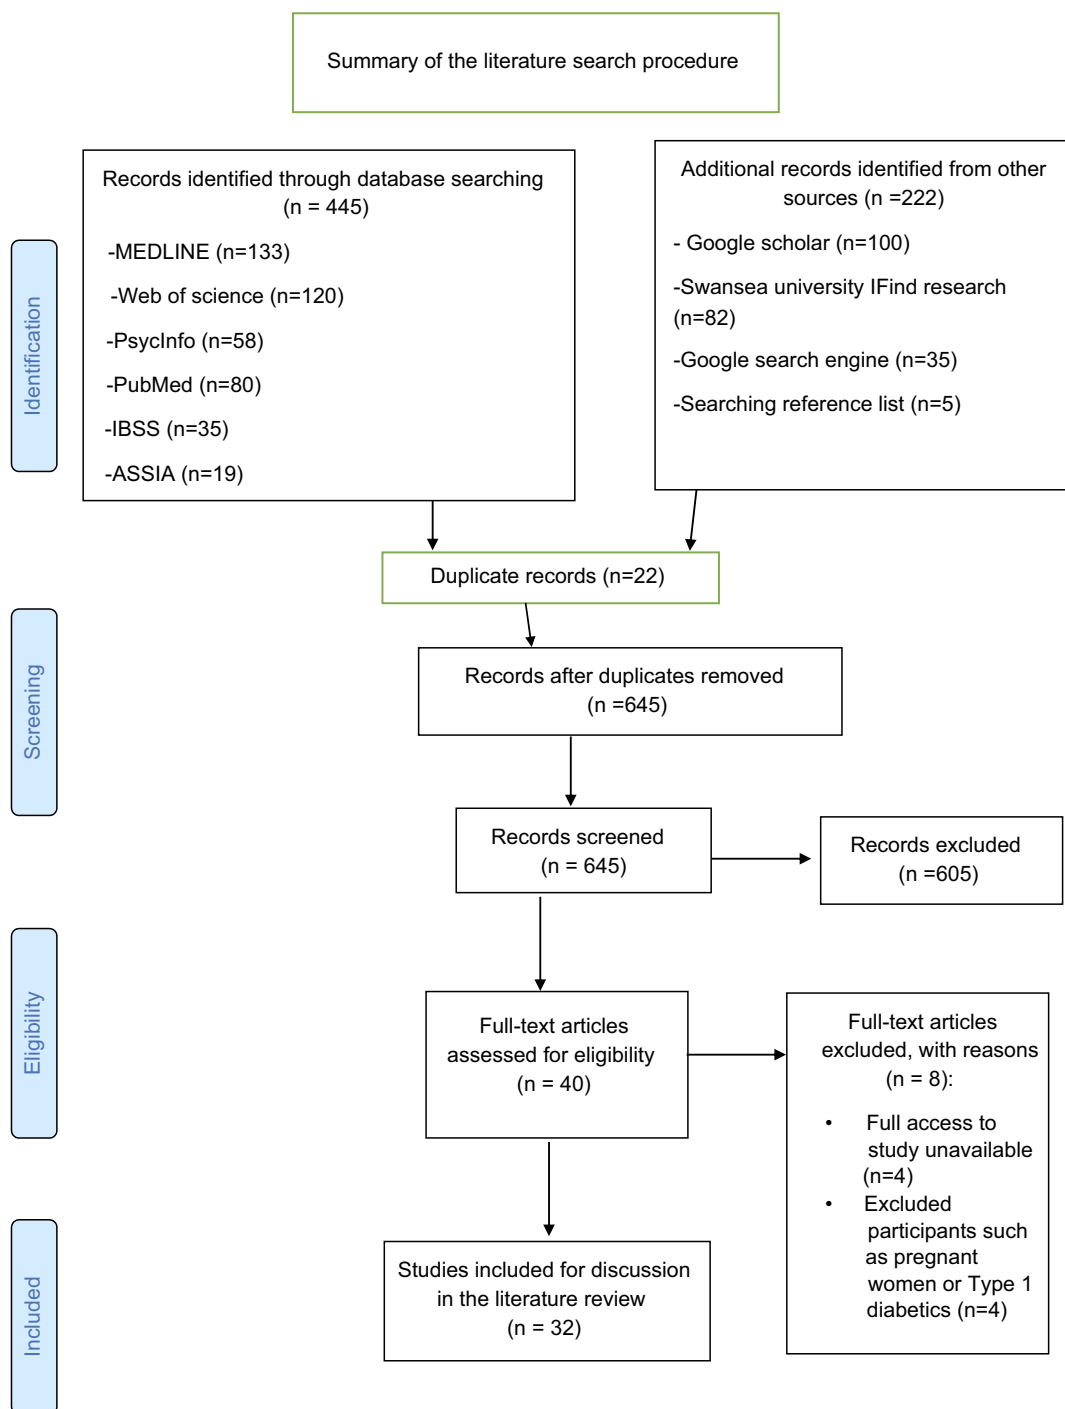 Summary of the literature search procedure
Records identified through database searching
(n = 445)
-MEDLINE (n=133)
-Web of science (n=120)
-PsycInfo (n=58)
-PubMed (n=80)
-IBSS (n=35)
-ASSIA (n=19)
Additional records identified from other
sources (n =222)
- Google scholar (n=100)
-Swansea university IFind research
(n=82)
-Google search engine (n=35)
-Searching reference list (n=5)
Identification
Duplicate records (n=22)
Screening
Records after duplicates removed
(n =645)
Records screened
(n = 645)
Records excluded
(n =605)
Eligibility
Full-text articles
assessed for eligibility
(n = 40)
Full-text articles
excluded, with reasons
(n = 8):
• Full access to
study unavailable
(n=4)
• Excluded
participants such
as pregnant
women or Type 1
diabetics (n=4)
Included
Studies included for discussion
in the literature review
(n = 32)